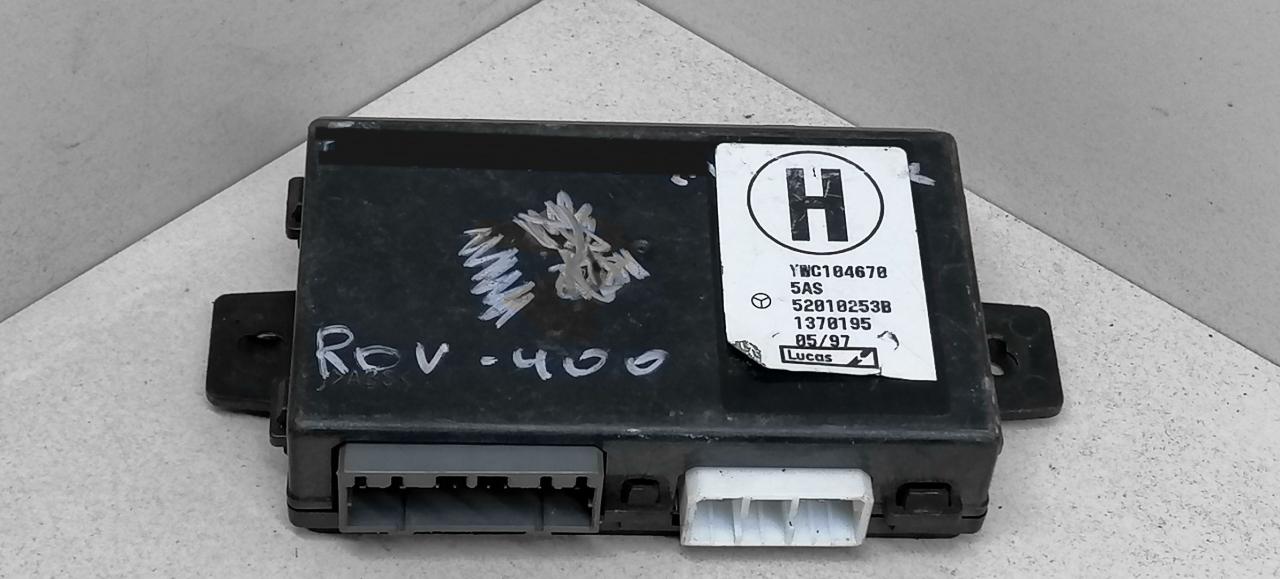 H
YWC104670
5AS
52010253B
1370195
05/97
Lucas
ROV-400